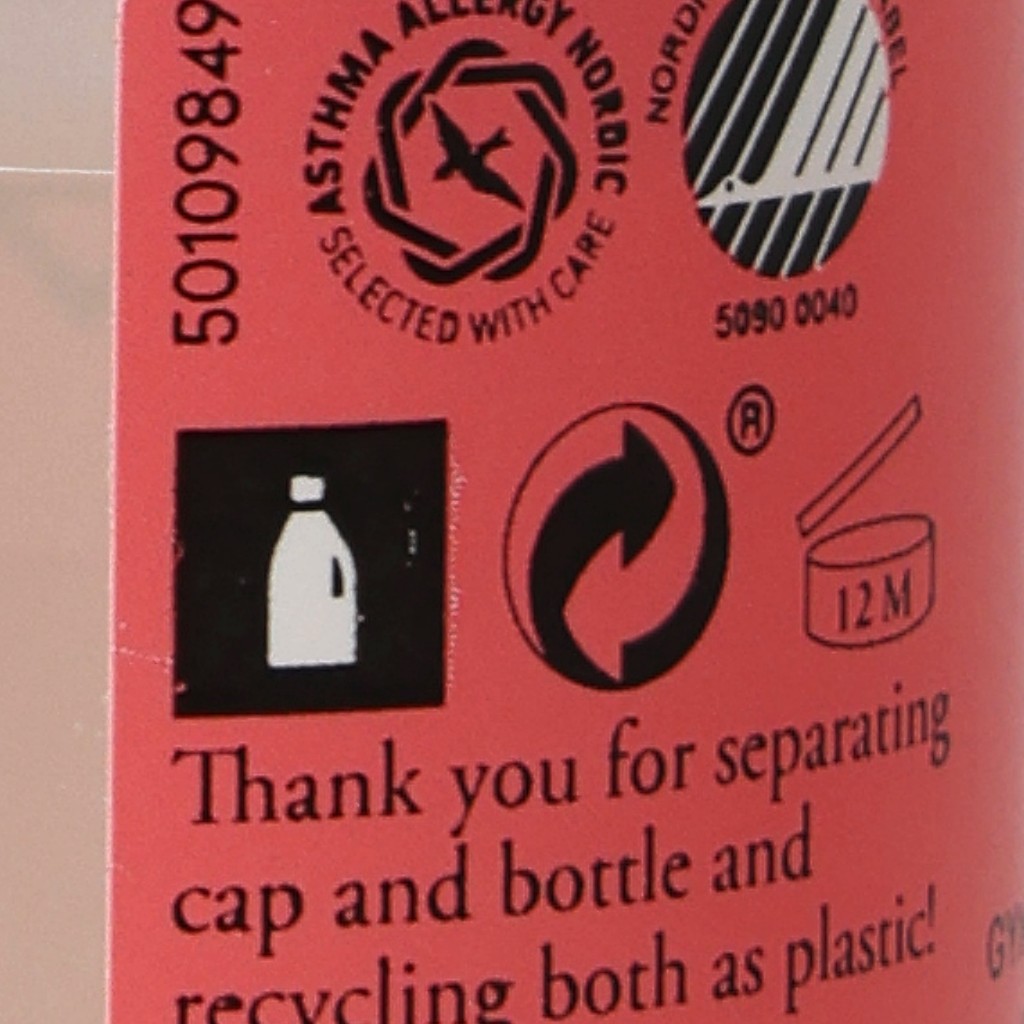 50109849
ASTHMA ALLERGY NORDIC
SELECTED WITH CARE
5090 0040
®
12 M
Thank you for separating
cap and bottle and
recycling both as plastic!